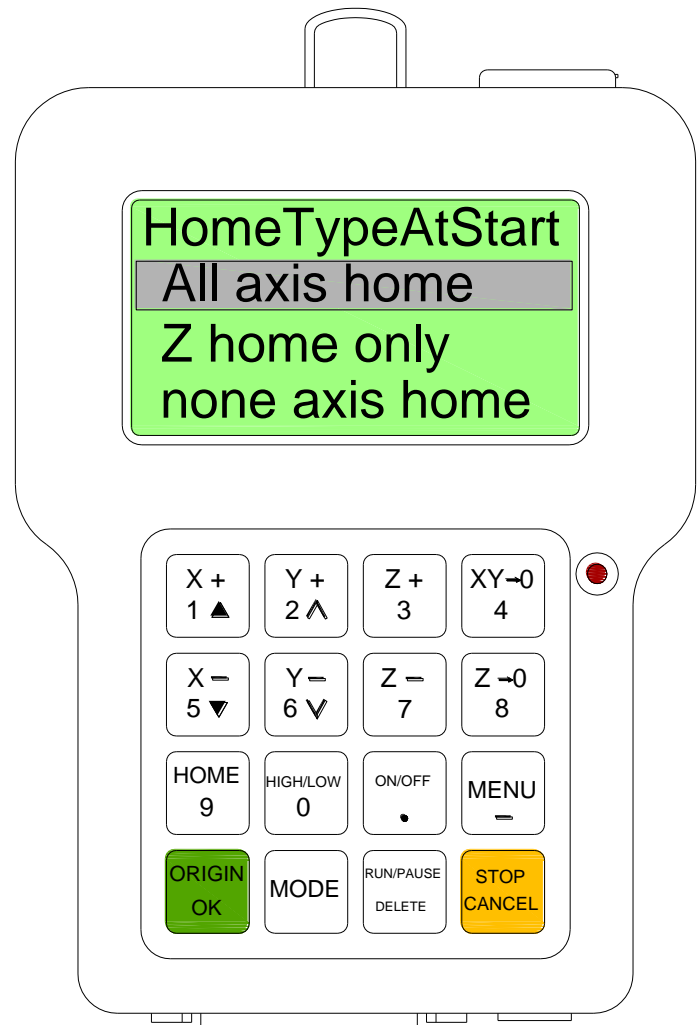 HomeTypeAtStart
All axis home
Z home only
none axis home
X + Y + Z + XY→0
1 ▲ 2 ∧ 3 4
X - Y - Z - Z →0
5 ▼ 6 ∨ 7 8
HOME HIGH/LOW ON/OFF MENU
9 0 . -
ORIGIN MODE RUN/PAUSE STOP
OK DELETE CANCEL